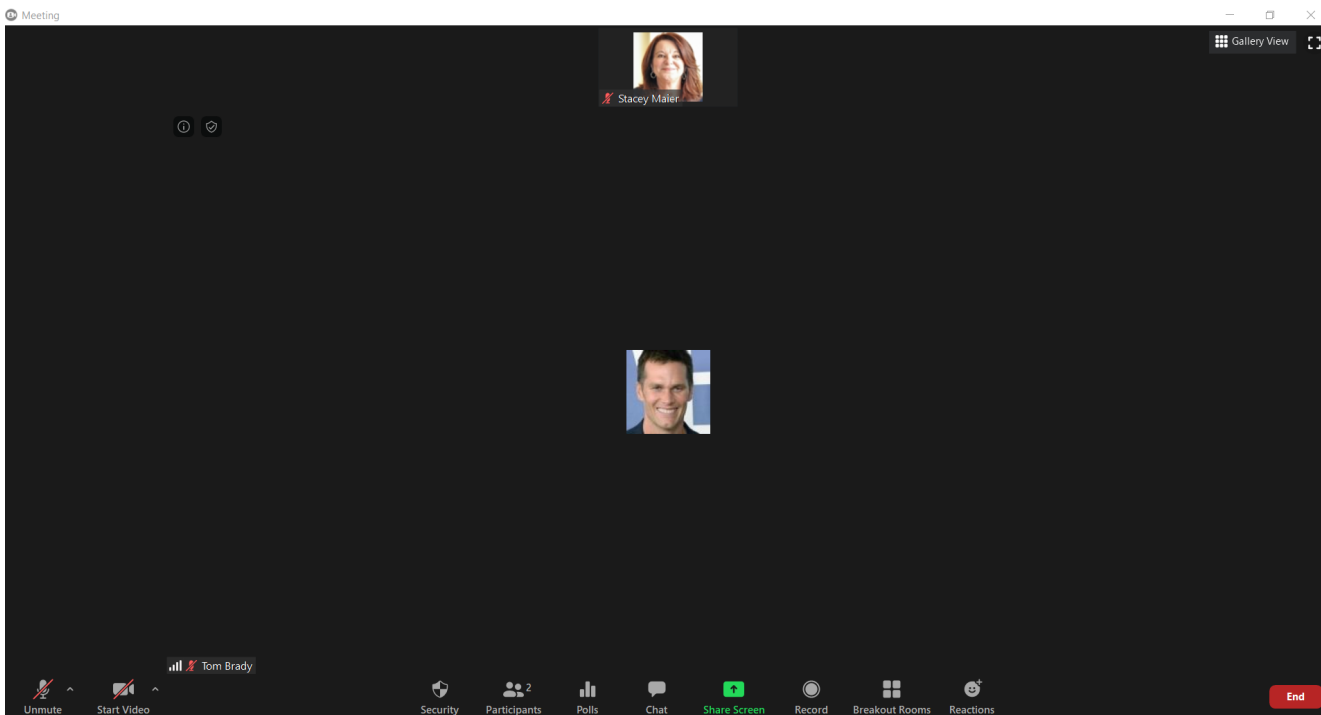 Meeting
Gallery View
Stacey Maier
Tom Brady
Unmute
Start Video
Security
Participants
2
Polls
Chat
Share Screen
Record
Breakout Rooms
Reactions
End